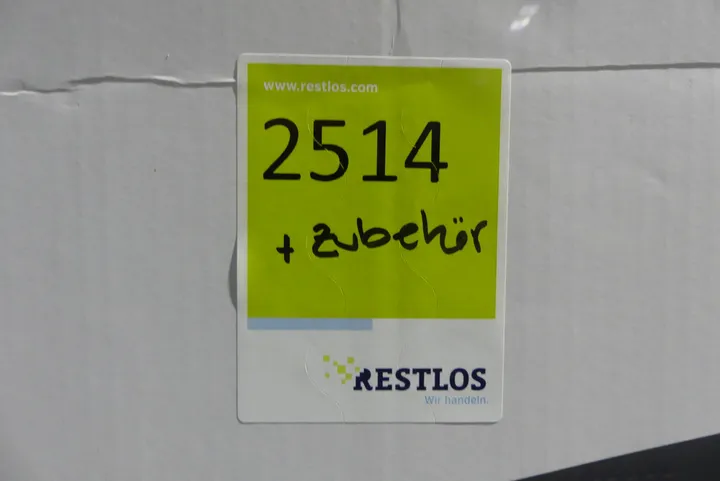 www.restlos.com
2514
+ zubehör
RESTLOS
Wir handeln.